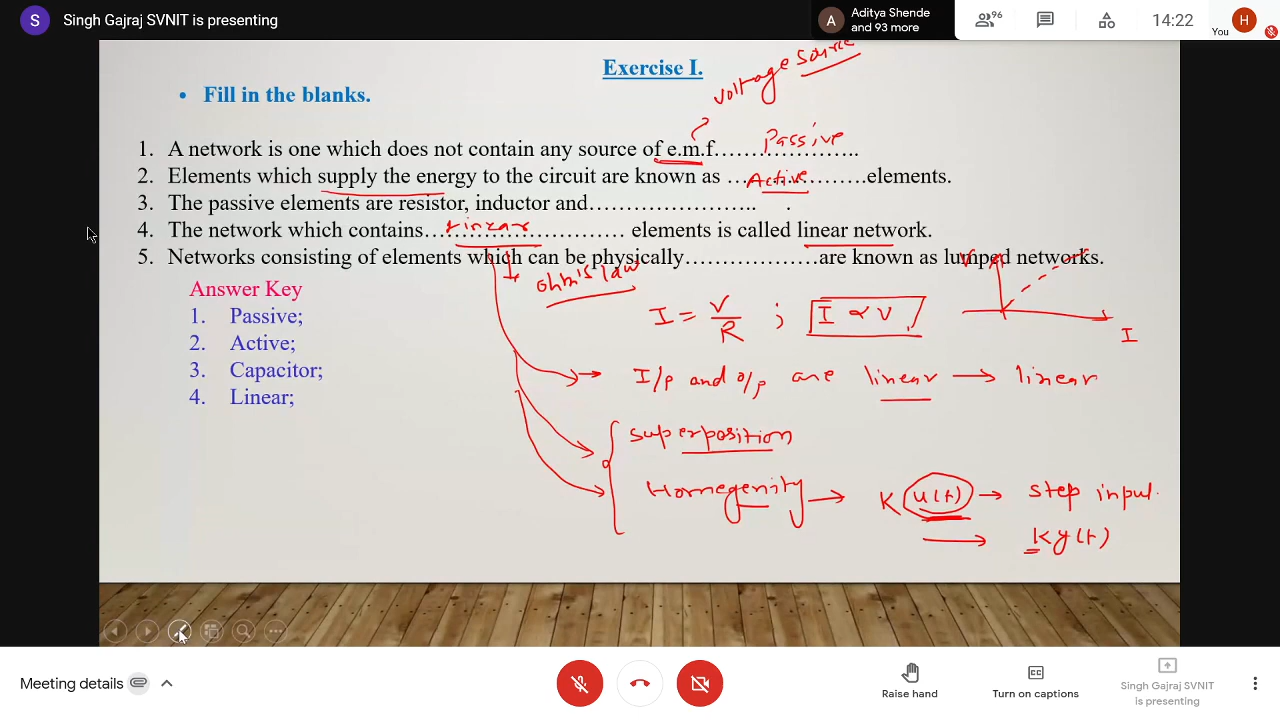 S Singh Gajraj SVNIT is presenting
A Aditya Shende and 93 more
96
14:22
You H
Exercise I.
voltage source
• Fill in the blanks.
1. A network is one which does not contain any source of e.m.f………………….. Passive
2. Elements which supply the energy to the circuit are known as ………………….elements. Active
3. The passive elements are resistor, inductor and…………………..
4. The network which contains……………………… elements is called linear network. Linear
5. Networks consisting of elements which can be physically………………are known as lumped networks.
ohm's law
V
I
Answer Key
1. Passive;
2. Active;
3. Capacitor;
4. Linear;
I = V/R ; I ∝ V
I/p and o/p are linear → linear
superposition
Homegenity → K u(t) → step input.
→ Ky(t)
Meeting details
Raise hand
Turn on captions
Singh Gajraj SVNIT
is presenting